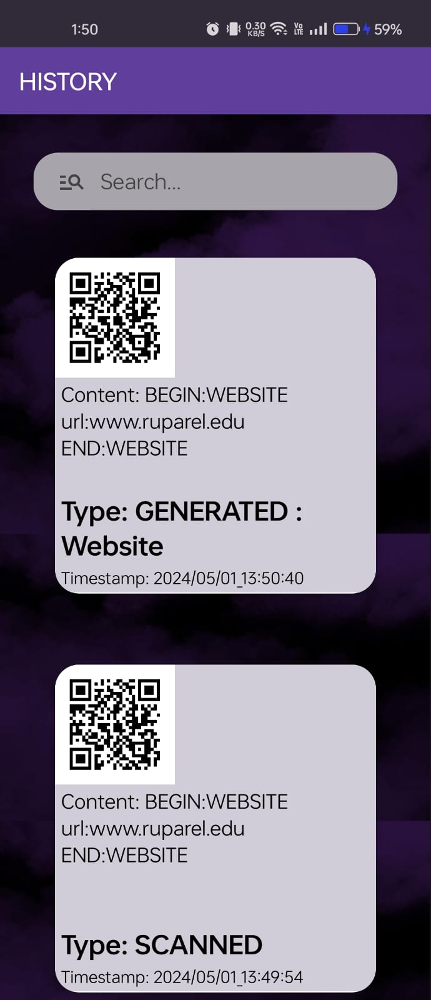 1:50
0.30
KB/S
Vo
LTE
59%
HISTORY
Search...
Content: BEGIN:WEBSITE
url:www.ruparel.edu
END:WEBSITE
Type: GENERATED :
Website
Timestamp: 2024/05/01_13:50:40
Content: BEGIN:WEBSITE
url:www.ruparel.edu
END:WEBSITE
Type: SCANNED
Timestamp: 2024/05/01_13:49:54